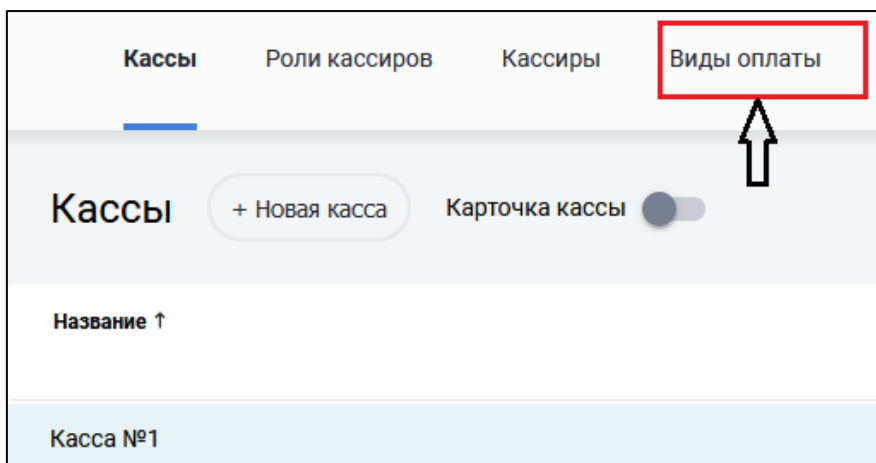 Кассы Роли кассиров Кассиры Виды оплаты
Кассы + Новая касса Карточка кассы
Название ↑
Касса №1